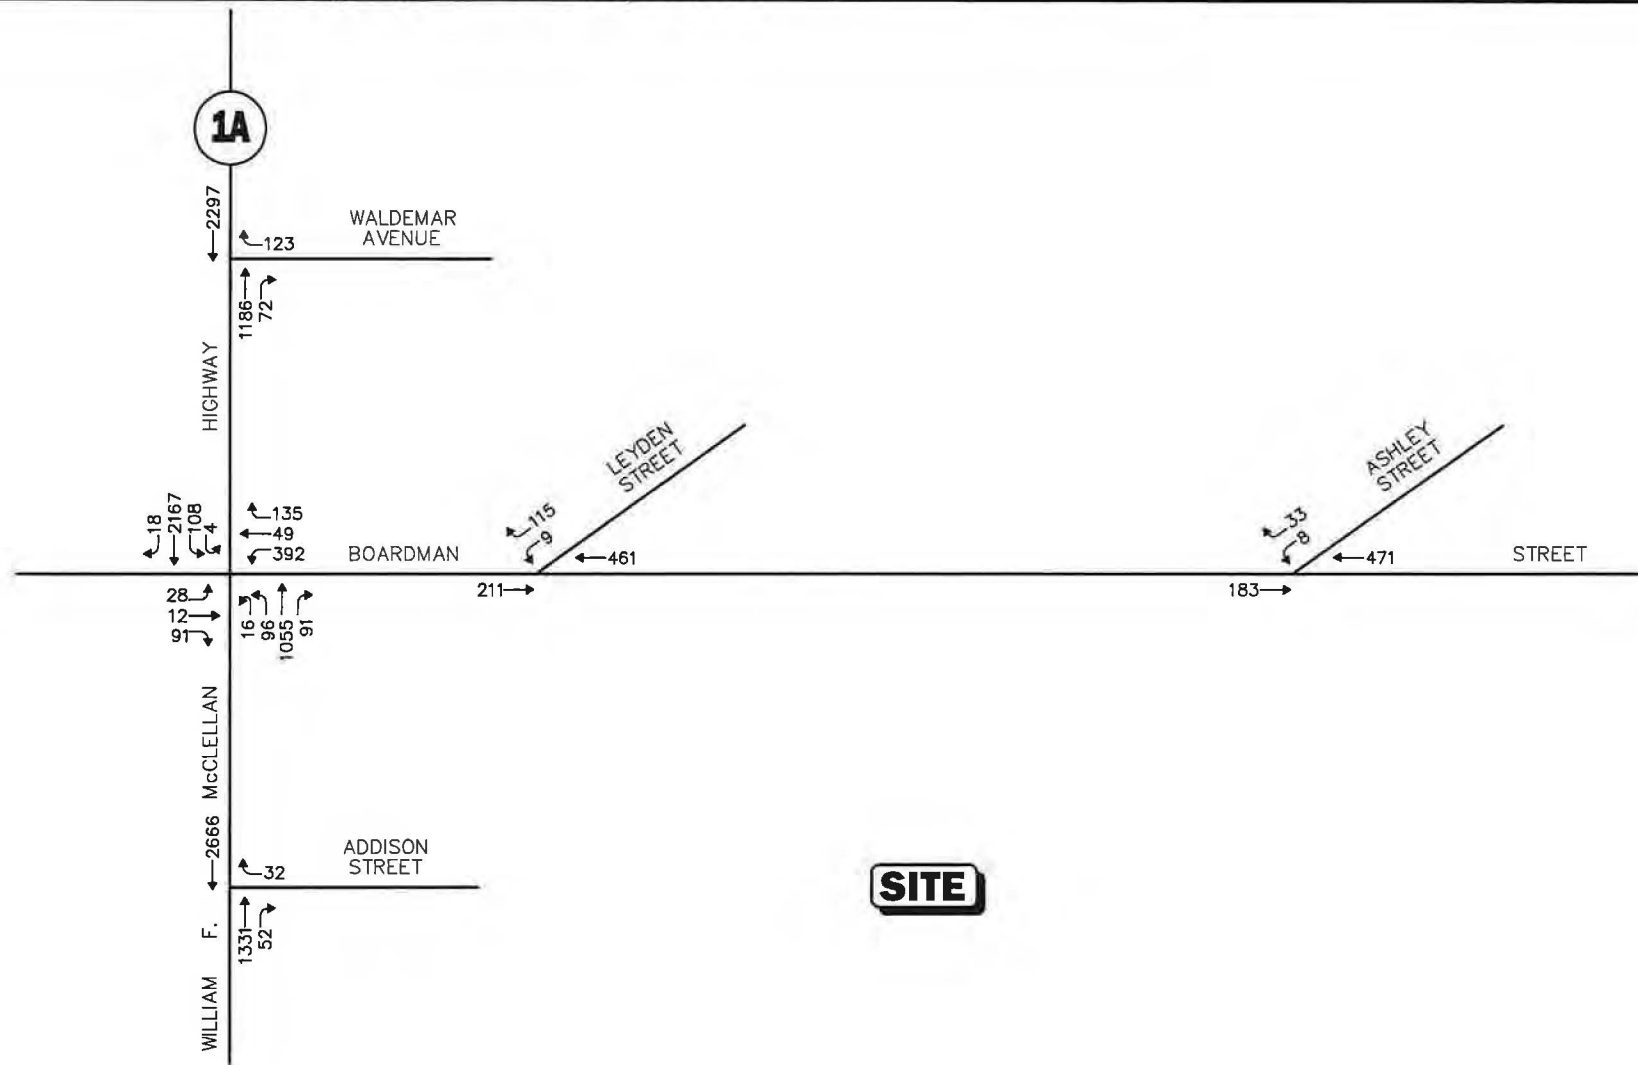 1A
2297
WALDEMAR
AVENUE
123
1186
72
HIGHWAY
LEYDEN
STREET
ASHLEY
STREET
18
2167
108
4
135
49
392
BOARDMAN
115
9
461
33
8
471
STREET
211
183
28
12
91
16
96
1055
91
McCLELLAN
2666
ADDISON
STREET
32
SITE
1331
52
F.
WILLIAM